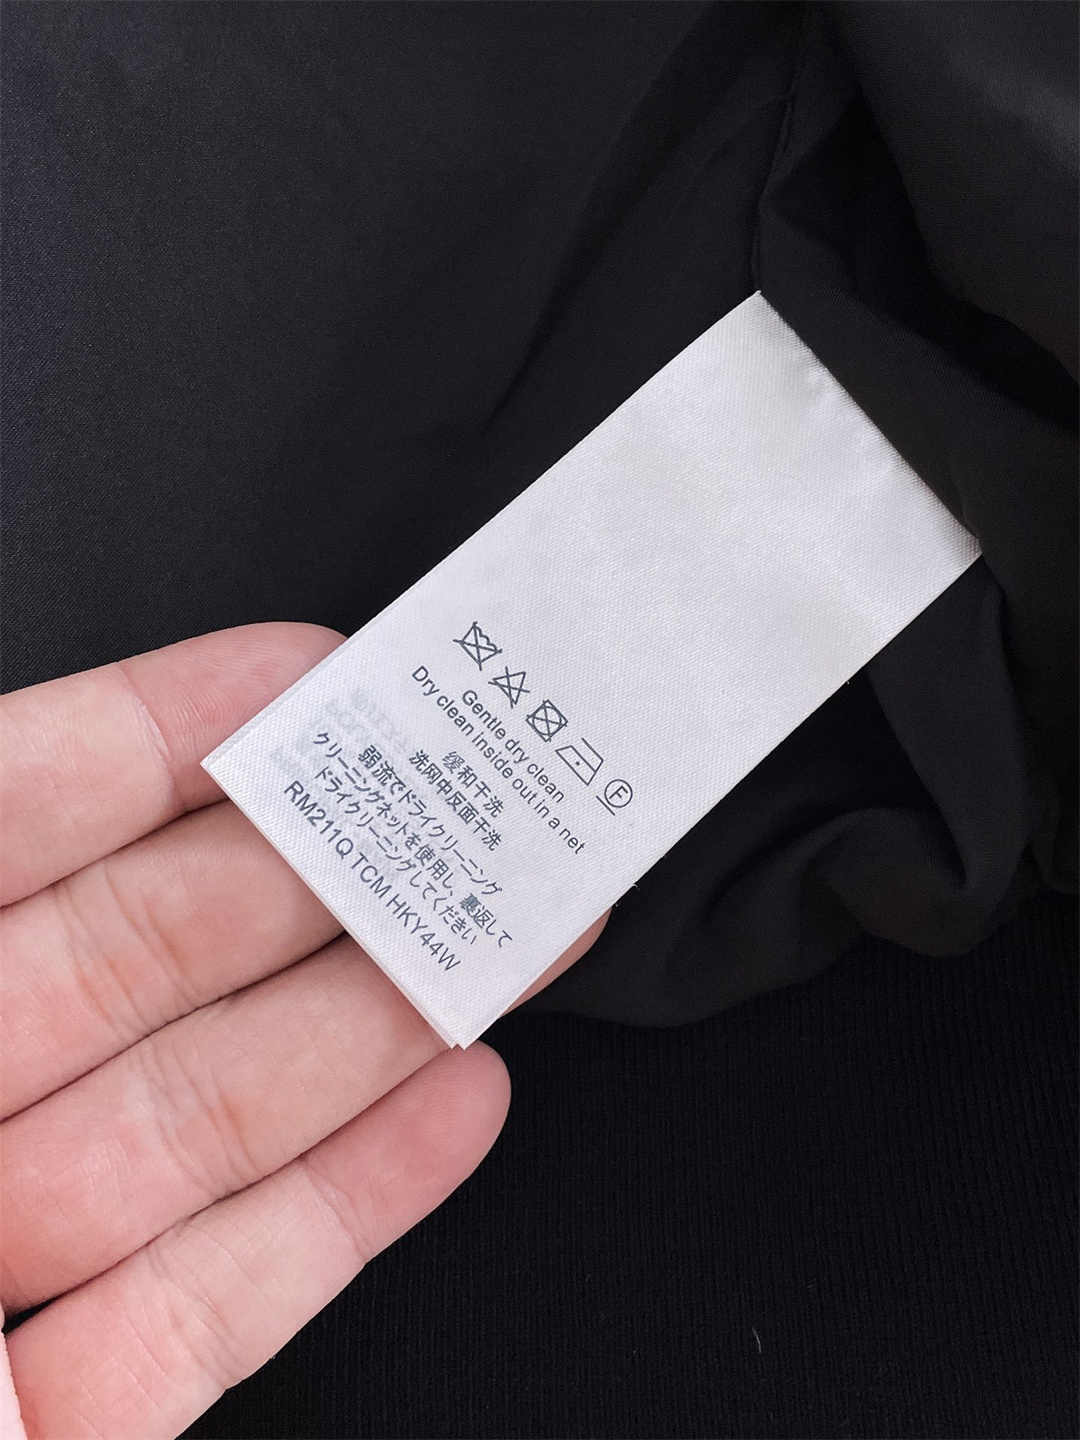 F
Gentle dry clean
Dry clean inside out in a net
缓和干洗
洗网中反面干洗
弱流でドライクリーニング
クリーニングネットを使用し、裏返して
ドライクリーニングしてください
RM211Q TCM HKY44W